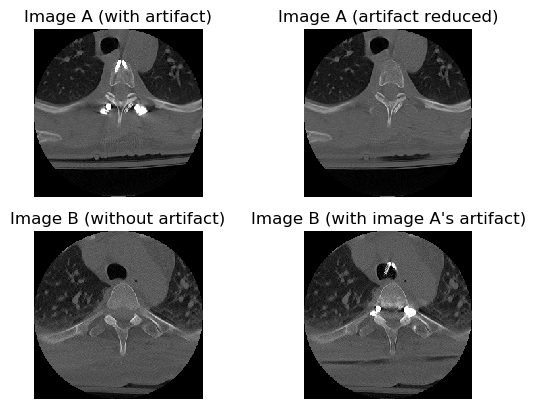 Image A (with artifact)
Image A (artifact reduced)
Image B (without artifact)
Image B (with image A's artifact)